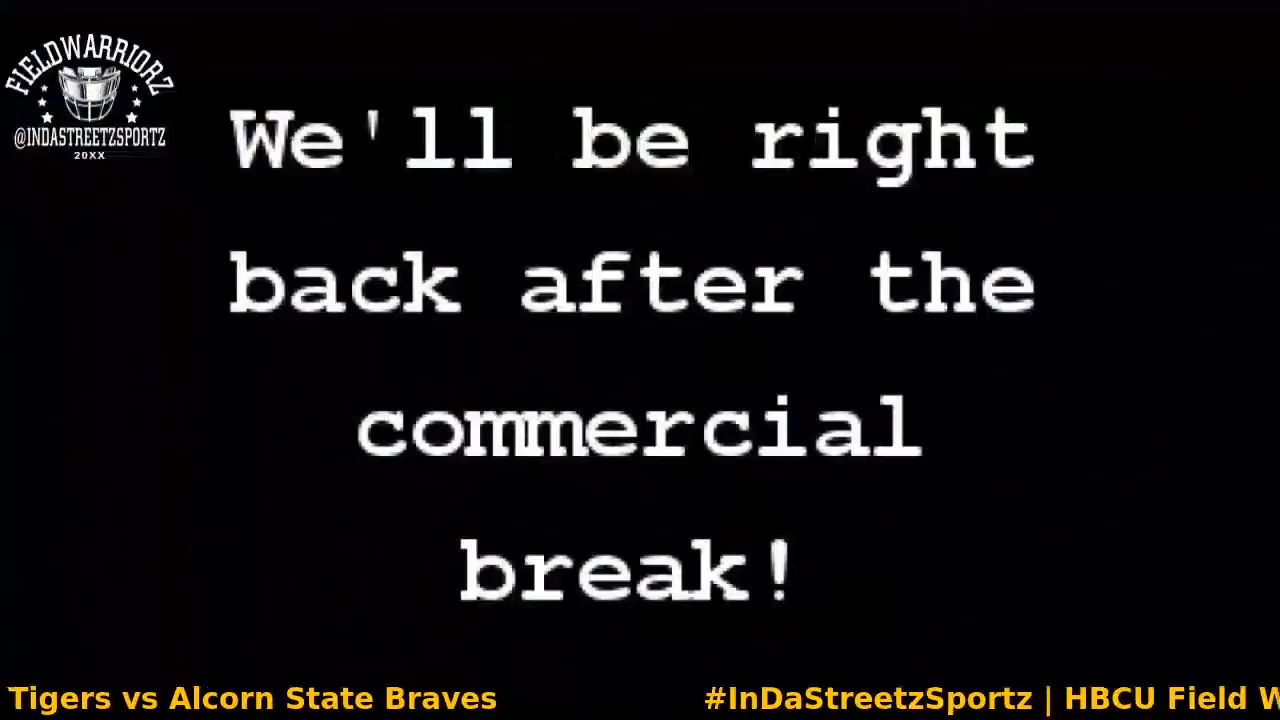 FIELDWARRIORZ
@INDASTREETZSPORTZ
20XX
We'll be right
back after the
commercial
break!
Tigers vs Alcorn State Braves #InDaStreetzSportz | HBCU Field